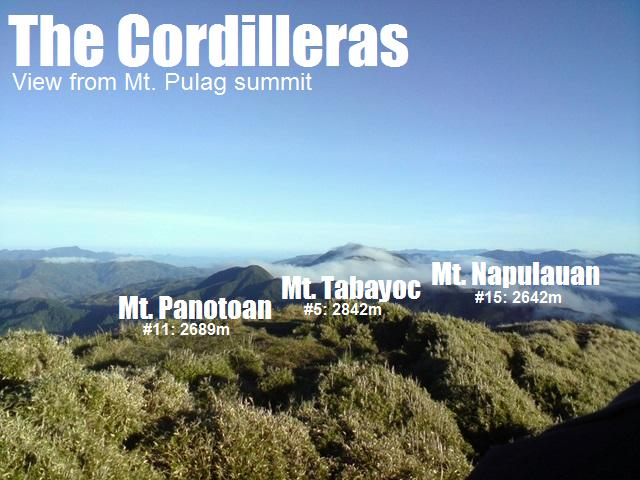 The Cordilleras
View from Mt. Pulag summit
Mt. Napulauan
#15: 2642m
Mt. Tabayoc
#5: 2842m
Mt. Panotoan
#11: 2689m